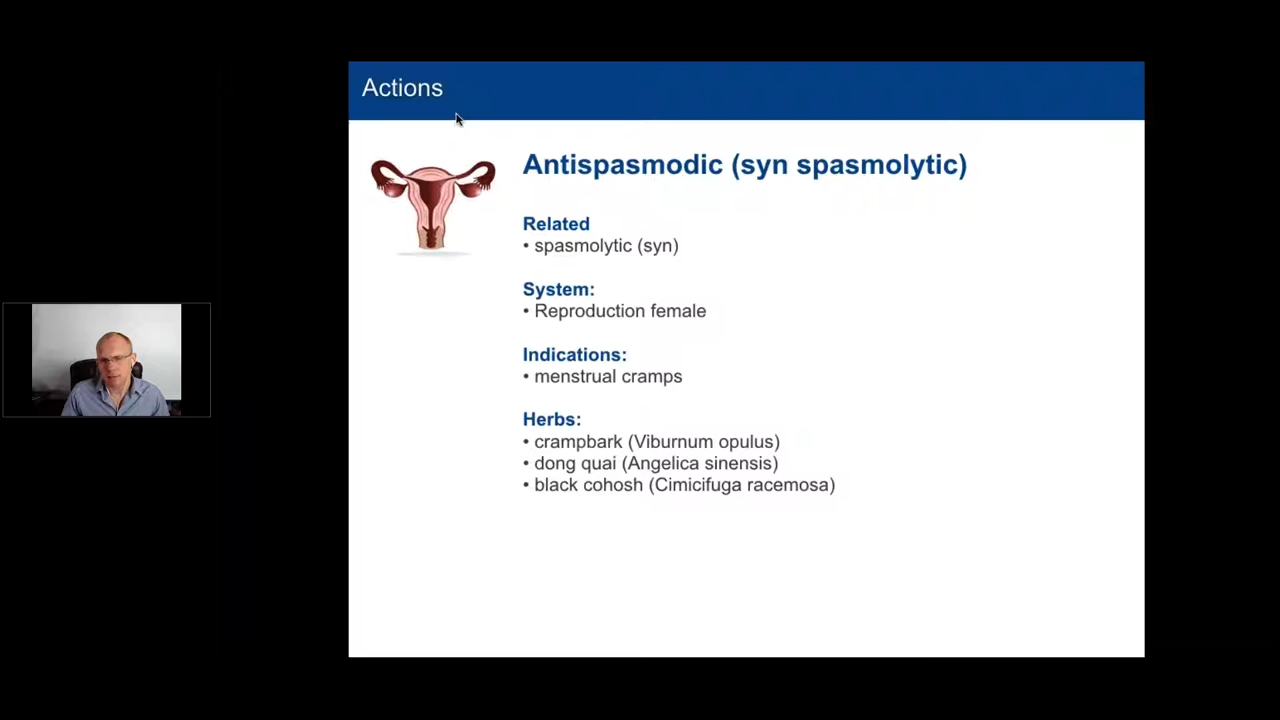 Actions
Antispasmodic (syn spasmolytic)
Related
• spasmolytic (syn)
System:
• Reproduction female
Indications:
• menstrual cramps
Herbs:
• crampbark (Viburnum opulus)
• dong quai (Angelica sinensis)
• black cohosh (Cimicifuga racemosa)